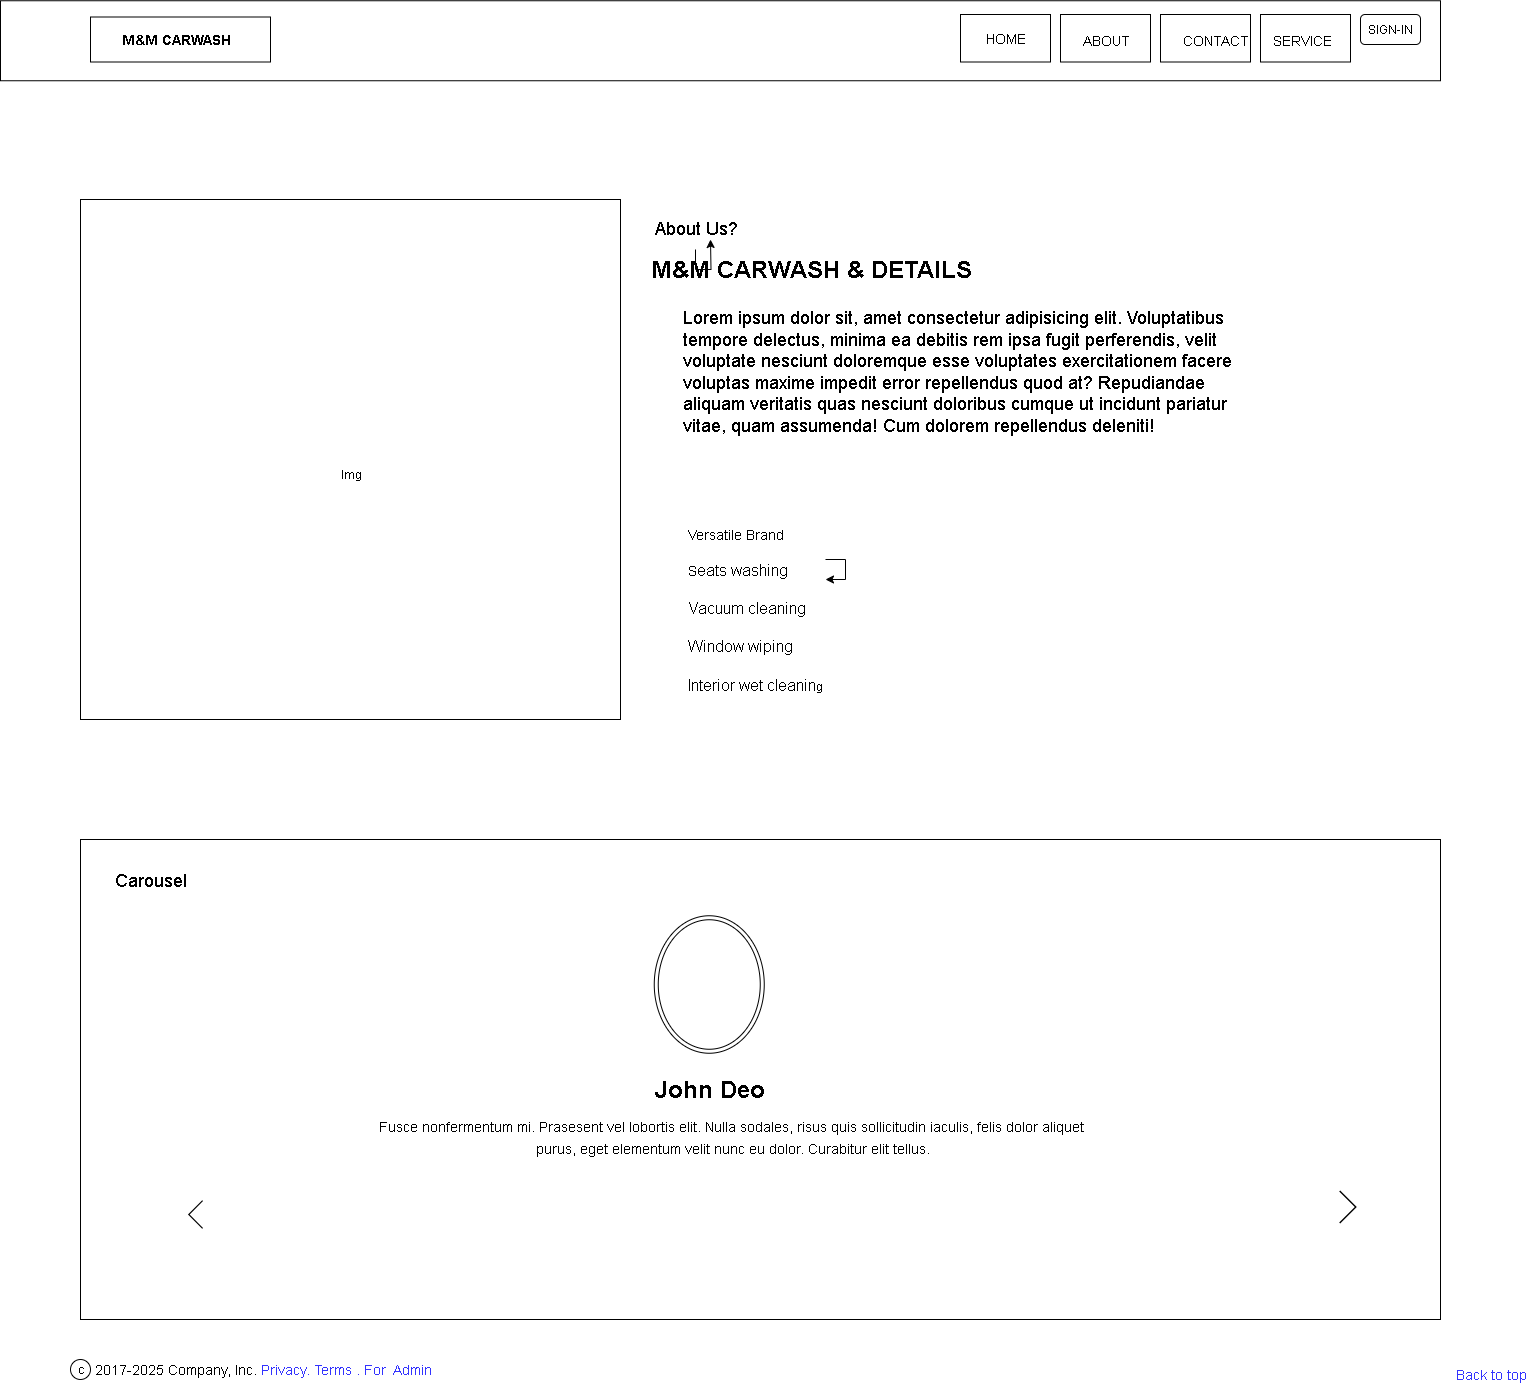 M&M CARWASH
HOME
ABOUT
CONTACT
SERVICE
SIGN-IN
About Us?
M&M CARWASH & DETAILS
Lorem ipsum dolor sit, amet consectetur adipisicing elit. Voluptatibus
tempore delectus, minima ea debitis rem ipsa fugit perferendis, velit
voluptate nesciunt doloremque esse voluptates exercitationem facere
voluptas maxime impedit error repellendus quod at? Repudiandae
aliquam veritatis quas nesciunt doloribus cumque ut incidunt pariatur
vitae, quam assumenda! Cum dolorem repellendus deleniti!
Img
Versatile Brand
Seats washing
Vacuum cleaning
Window wiping
Interior wet cleaning
Carousel
John Deo
Fusce nonfermentum mi. Prasesent vel lobortis elit. Nulla sodales, risus quis sollicitudin iaculis, felis dolor aliquet
purus, eget elementum velit nunc eu dolor. Curabitur elit tellus.
c 2017-2025 Company, Inc. Privacy. Terms . For Admin
Back to top